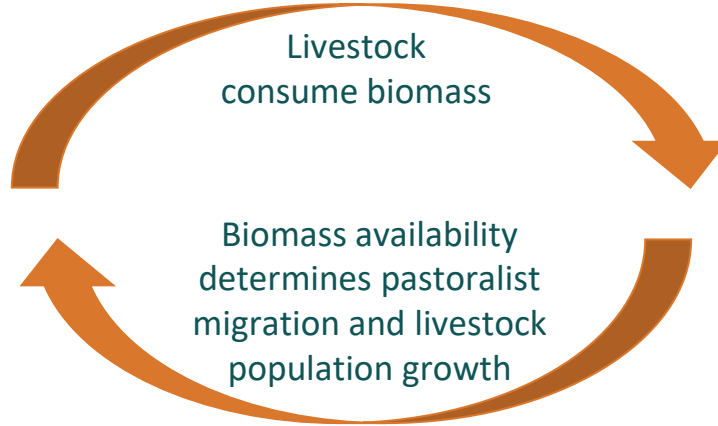 Livestock
consume biomass
Biomass availability
determines pastoralist
migration and livestock
population growth